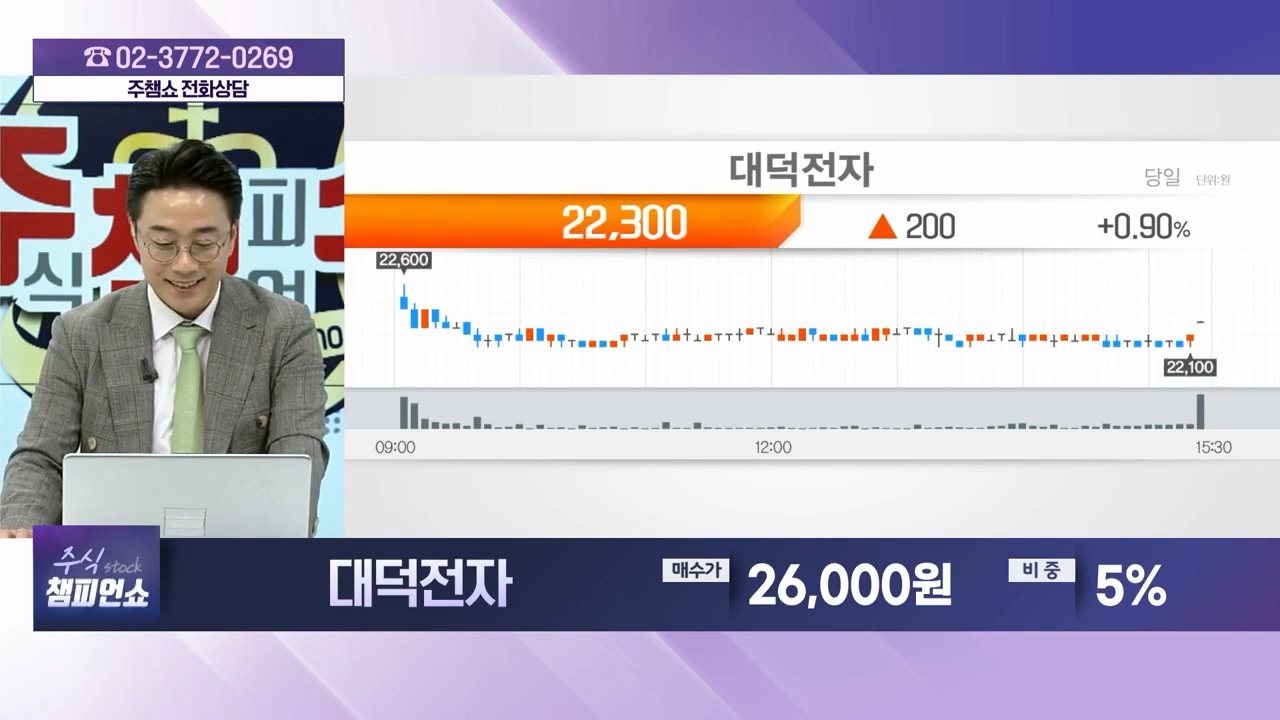 ☎02-3772-0269
주챔쇼 전화상담
피
식
대덕전자
당일 단위:원
22,300 ▲ 200 +0.90%
22,600
22,100
09:00 12:00 15:30
주식 stock
챔피언쇼
대덕전자 매수가 26,000원 비중 5%